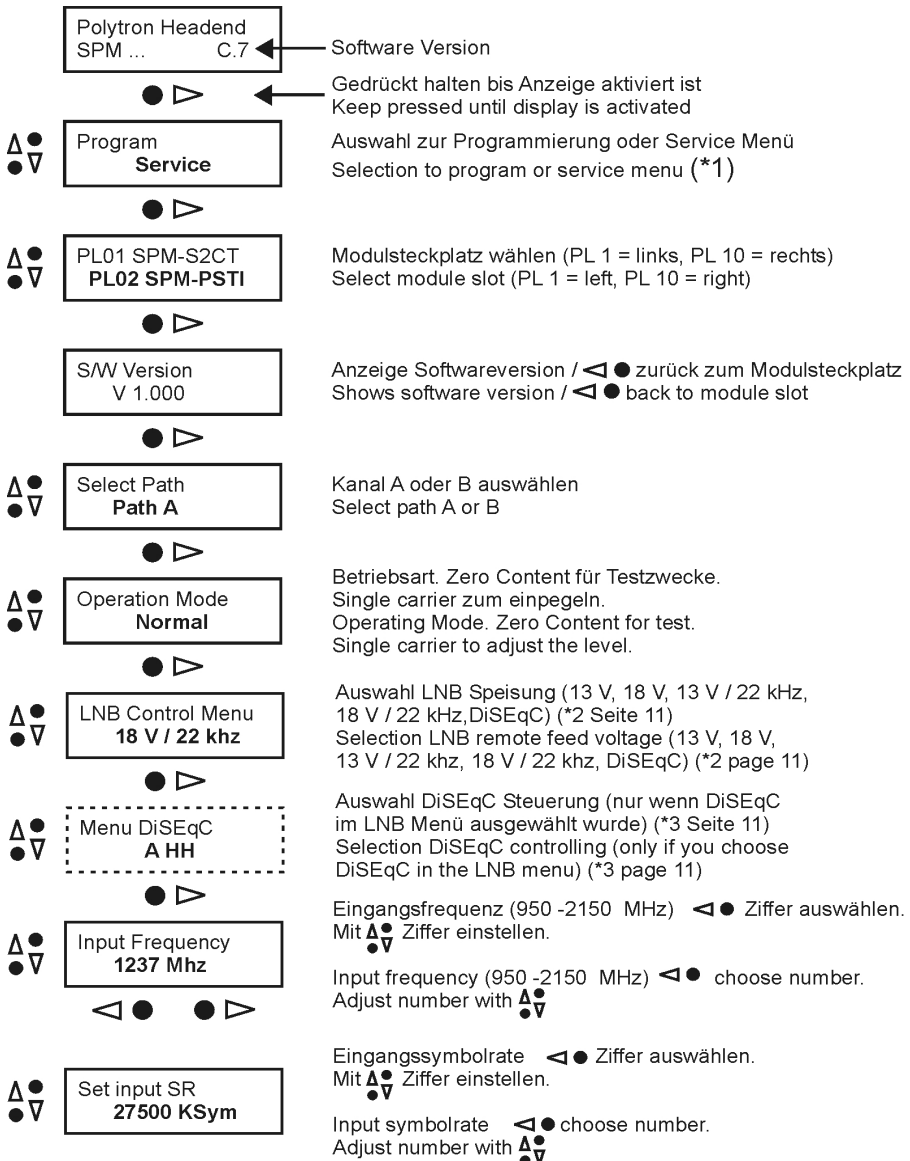 Polytron Headend
SPM ... C.7
Software Version
Gedrückt halten bis Anzeige aktiviert ist
Keep pressed until display is activated
Program
Service
Auswahl zur Programmierung oder Service Menü
Selection to program or service menu (*1)
PL01 SPM-S2CT
PL02 SPM-PSTI
Modulsteckplatz wählen (PL 1 = links, PL 10 = rechts)
Select module slot (PL 1 = left, PL 10 = right)
S/W Version
V 1.000
Anzeige Softwareversion / zurück zum Modulsteckplatz
Shows software version / back to module slot
Select Path
Path A
Kanal A oder B auswählen
Select path A or B
Operation Mode
Normal
Betriebsart. Zero Content für Testzwecke.
Single carrier zum einpegeln.
Operating Mode. Zero Content for test.
Single carrier to adjust the level.
LNB Control Menu
18 V / 22 khz
Auswahl LNB Speisung (13 V, 18 V, 13 V / 22 kHz,
18 V / 22 kHz,DiSEqC) (*2 Seite 11)
Selection LNB remote feed voltage (13 V, 18 V,
13 V / 22 khz, 18 V / 22 khz, DiSEqC) (*2 page 11)
Menu DiSEqC
A HH
Auswahl DiSEqC Steuerung (nur wenn DiSEqC
im LNB Menü ausgewählt wurde) (*3 Seite 11)
Selection DiSEqC controlling (only if you choose
DiSEqC in the LNB menu) (*3 page 11)
Input Frequency
1237 Mhz
Eingangsfrequenz (950 -2150 MHz) Ziffer auswählen.
Mit Ziffer einstellen.
Input frequency (950 -2150 MHz) choose number.
Adjust number with
Set input SR
27500 KSym
Eingangssymbolrate Ziffer auswählen.
Mit Ziffer einstellen.
Input symbolrate choose number.
Adjust number with